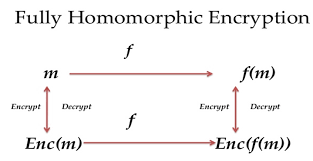 Fully Homomorphic Encryption
f
m f(m)
Encrypt Decrypt Encrypt Decrypt
f
Enc(m) Enc(f(m))